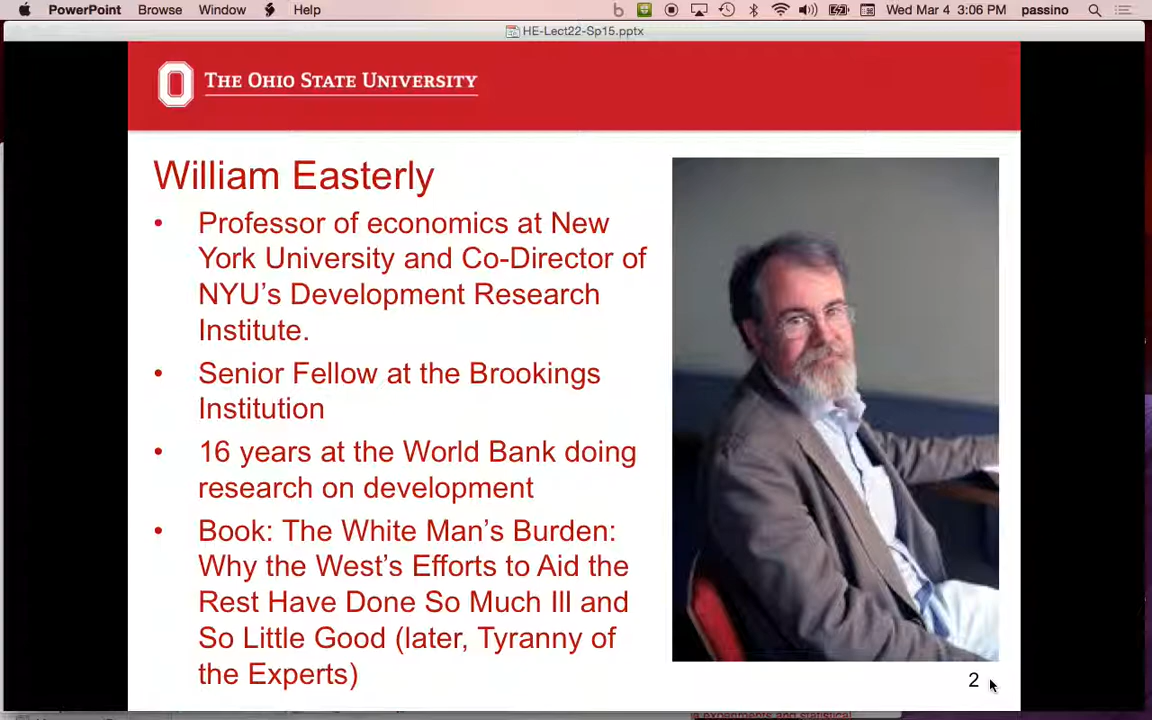 PowerPoint Browse Window Help Wed Mar 4 3:06 PM passino
HE-Lect22-Sp15.pptx
THE OHIO STATE UNIVERSITY
William Easterly
• Professor of economics at New
York University and Co-Director of
NYU’s Development Research
Institute.
• Senior Fellow at the Brookings
Institution
• 16 years at the World Bank doing
research on development
• Book: The White Man’s Burden:
Why the West’s Efforts to Aid the
Rest Have Done So Much Ill and
So Little Good (later, Tyranny of
the Experts)
2